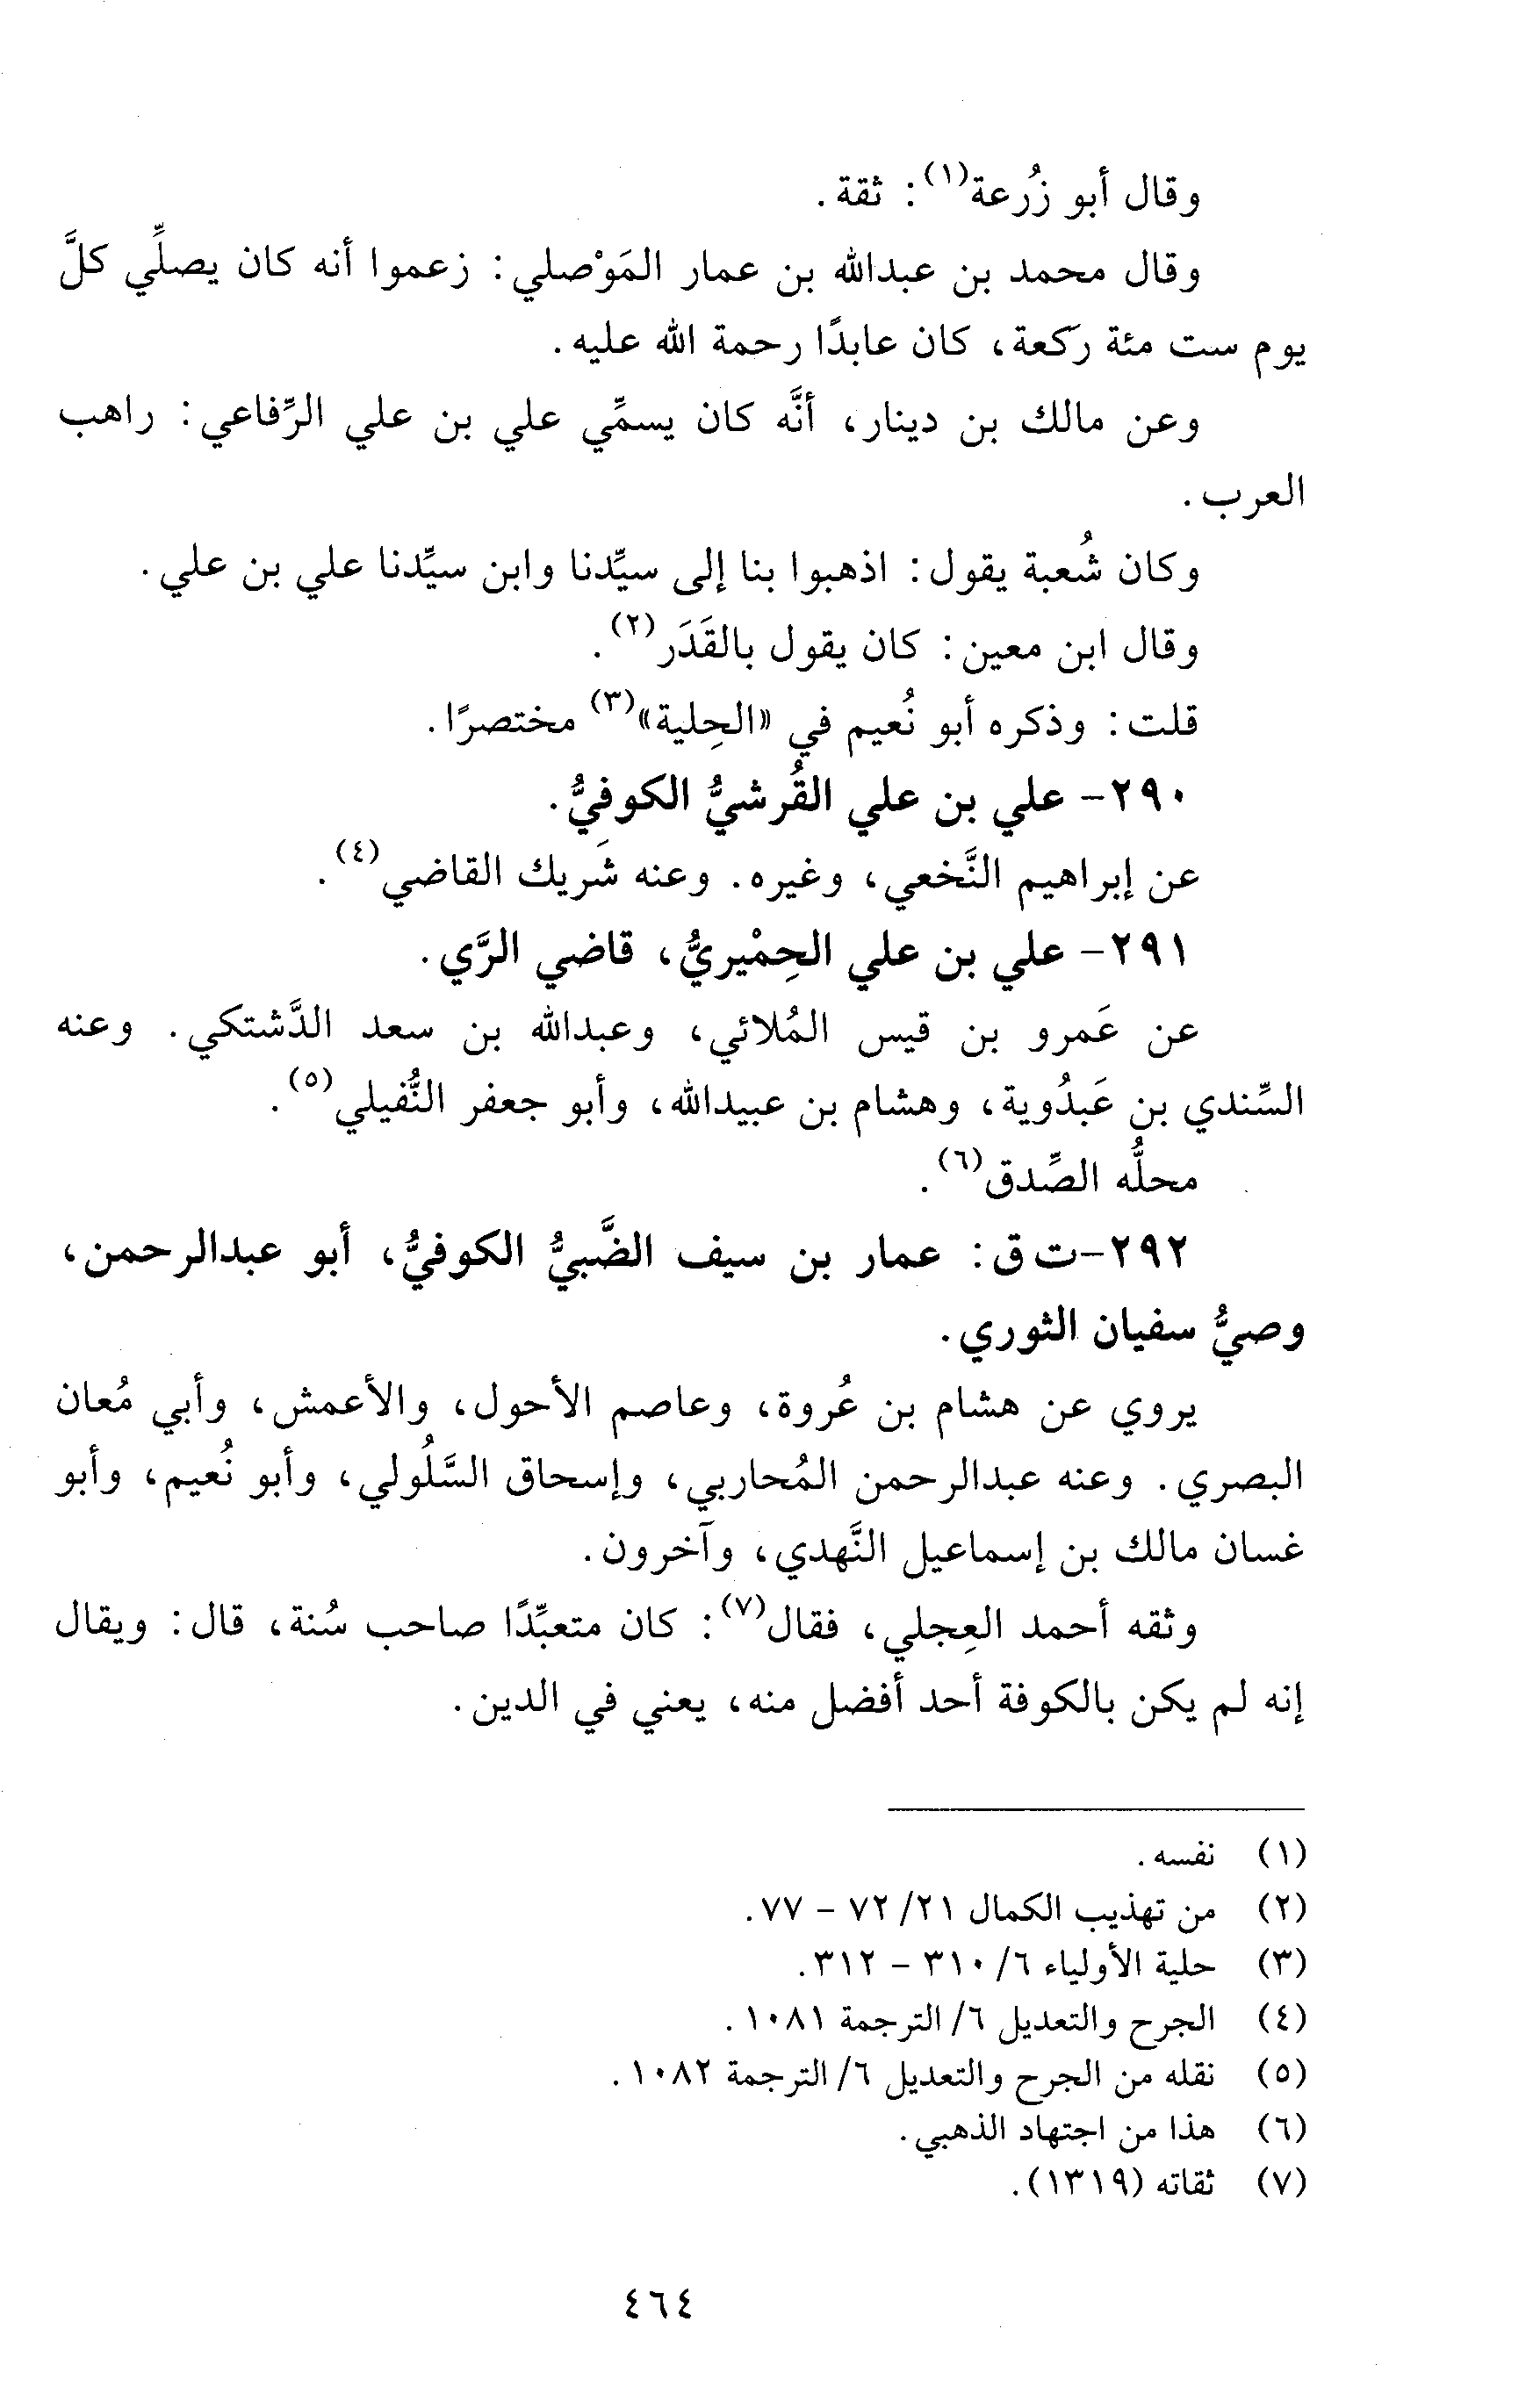 وقال أبو زُرعة(١): ثقة.
وقال محمد بن عبدالله بن عمار المَوْصلي: زعموا أنه كان يصلِّي كلَّ
يوم ست مئة ركعة، كان عابدًا رحمة الله عليه.
وعن مالك بن دينار، أنَّه كان يسمِّي علي بن علي الرِّفاعي: راهب
العرب.
وكان شُعبة يقول: اذهبوا بنا إلى سيِّدنا وابن سيِّدنا علي بن علي.
وقال ابن معين: كان يقول بالقَدَر(٢).
قلت: وذكره أبو نُعيم في «الحِلية»(٣) مختصرًا.
٢٩٠- علي بن علي القُرشيُّ الكوفيُّ.
عن إبراهيم النَّخعي، وغيره. وعنه شَريك القاضي(٤).
٢٩١- علي بن علي الحِمْيريُّ، قاضي الرَّي.
عن عَمرو بن قيس المُلائي، وعبدالله بن سعد الدَّشتكي. وعنه
السِّندي بن عَبدُوية، وهشام بن عبيدالله، وأبو جعفر النُّفيلي(٥).
محلُّه الصِّدق(٦).
٢٩٢-ت ق: عمار بن سيف الضَّبيُّ الكوفيُّ، أبو عبدالرحمن،
وصيُّ سفيان الثوري.
يروي عن هشام بن عُروة، وعاصم الأحول، والأعمش، وأبي مُعان
البصري. وعنه عبدالرحمن المُحاربي، وإسحاق السَّلُولي، وأبو نُعيم، وأبو
غسان مالك بن إسماعيل النَّهدي، وآخرون.
وثقه أحمد العِجلي، فقال(٧): كان متعبِّدًا صاحب سُنة، قال: ويقال
إنه لم يكن بالكوفة أحد أفضل منه، يعني في الدين.
(١) نفسه.
(٢) من تهذيب الكمال ٢١/ ٧٢ - ٧٧.
(٣) حلية الأولياء ٦/ ٣١٠ - ٣١٢.
(٤) الجرح والتعديل ٦/ الترجمة ١٠٨١.
(٥) نقله من الجرح والتعديل ٦/ الترجمة ١٠٨٢.
(٦) هذا من اجتهاد الذهبي.
(٧) ثقاته (١٣١٩).
٤٦٤